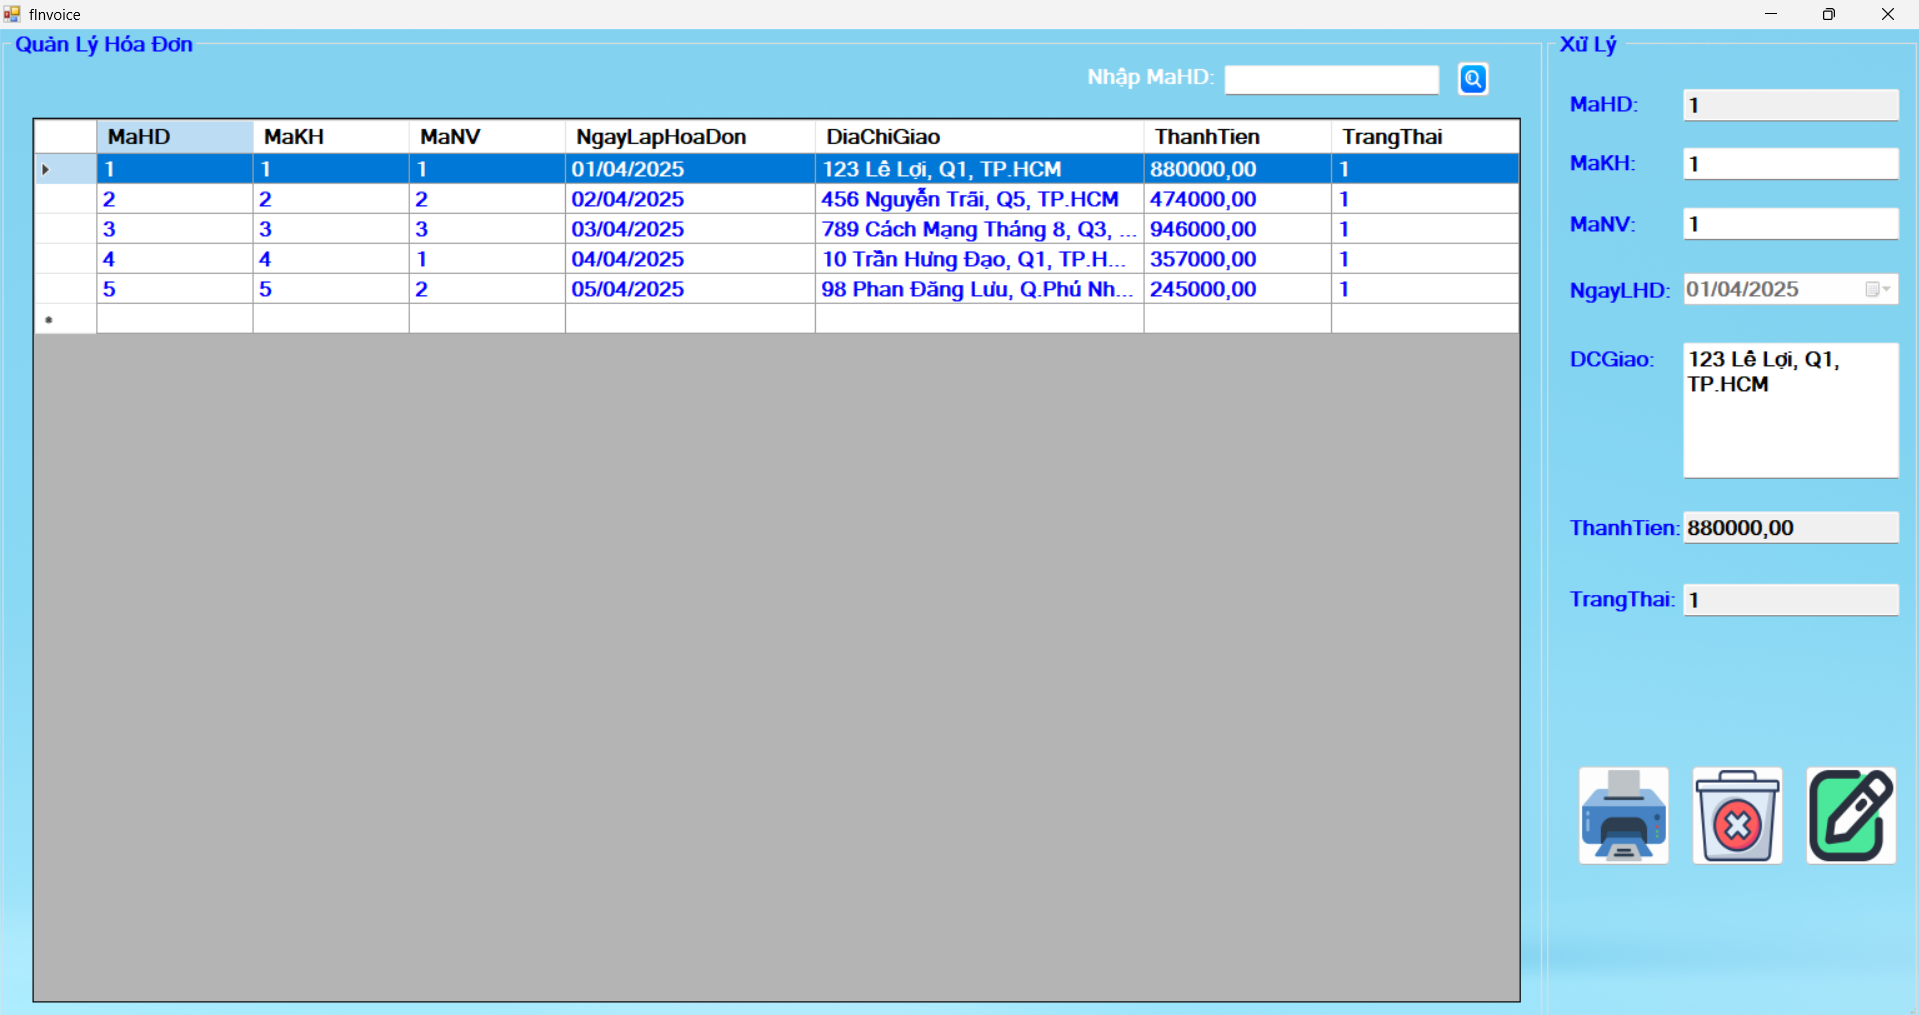 fInvoice
Quản Lý Hóa Đơn
Nhập MaHD:
MaHD MaKH MaNV NgayLapHoaDon DiaChiGiao ThanhTien TrangThai
1 1 1 01/04/2025 123 Lê Lợi, Q1, TP.HCM 880000,00 1
2 2 2 02/04/2025 456 Nguyễn Trãi, Q5, TP.HCM 474000,00 1
3 3 3 03/04/2025 789 Cách Mạng Tháng 8, Q3, ... 946000,00 1
4 4 1 04/04/2025 10 Trần Hưng Đạo, Q1, TP.H... 357000,00 1
5 5 2 05/04/2025 98 Phan Đăng Lưu, Q.Phú Nh... 245000,00 1
Xử Lý
MaHD: 1
MaKH: 1
MaNV: 1
NgayLHD: 01/04/2025
DCGiao: 123 Lê Lợi, Q1,
TP.HCM
ThanhTien: 880000,00
TrangThai: 1